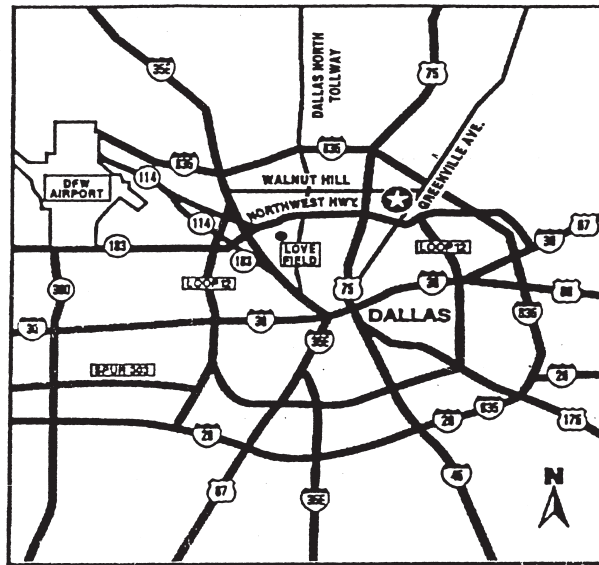 35E
DALLAS NORTH
TOLLWAY
75
635
635
GREENVILLE AVE.
114
WALNUT HILL
DFW
AIRPORT
NORTHWEST HWY.
114
183
183
LOVE
FIELD
LOOP 12
30
67
LOOP 12
360
75
30
80
30
30
DALLAS
635
35E
SPUR 303
20
20
20
635
175
67
35E
45
N